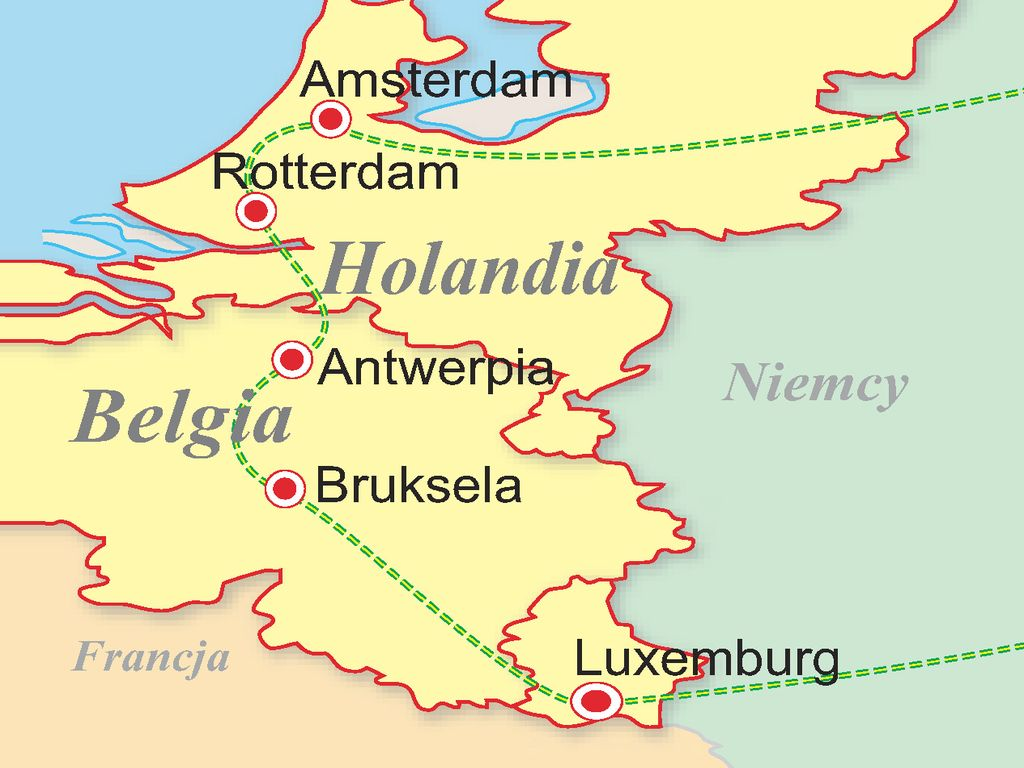 Amsterdam
Rotterdam
Holandia
Antwerpia
Niemcy
Belgia
Bruksela
Francja
Luxemburg